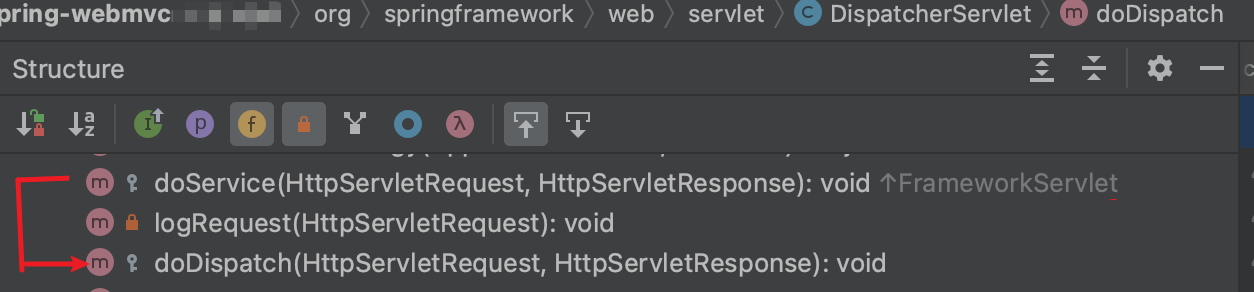 pring-webmvc org springframework web servlet C DispatcherServlet m doDispatch
Structure
a z I p f λ
m doService(HttpServletRequest, HttpServletResponse): void ↑FrameworkServlet
m logRequest(HttpServletRequest): void
m doDispatch(HttpServletRequest, HttpServletResponse): void